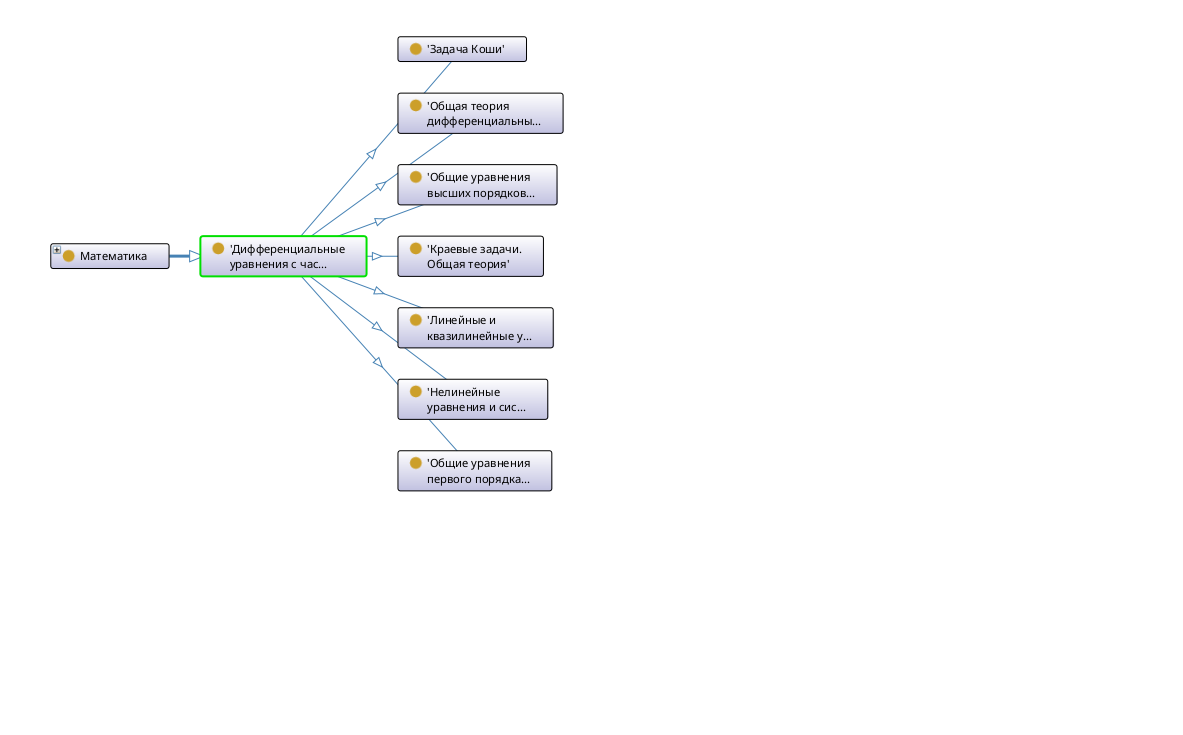 'Задача Коши'
'Общая теория
дифференциальны...
'Общие уравнения
высших порядков...
Математика
'Дифференциальные
уравнения с час...
'Краевые задачи.
Общая теория'
'Линейные и
квазилинейные у...
'Нелинейные
уравнения и сис...
'Общие уравнения
первого порядка...